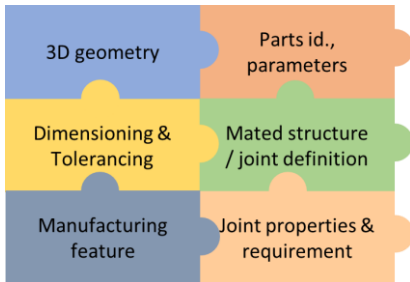 3D geometry
Parts id.,
parameters
Dimensioning &
Tolerancing
Mated structure
/ joint definition
Manufacturing
feature
Joint properties &
requirement